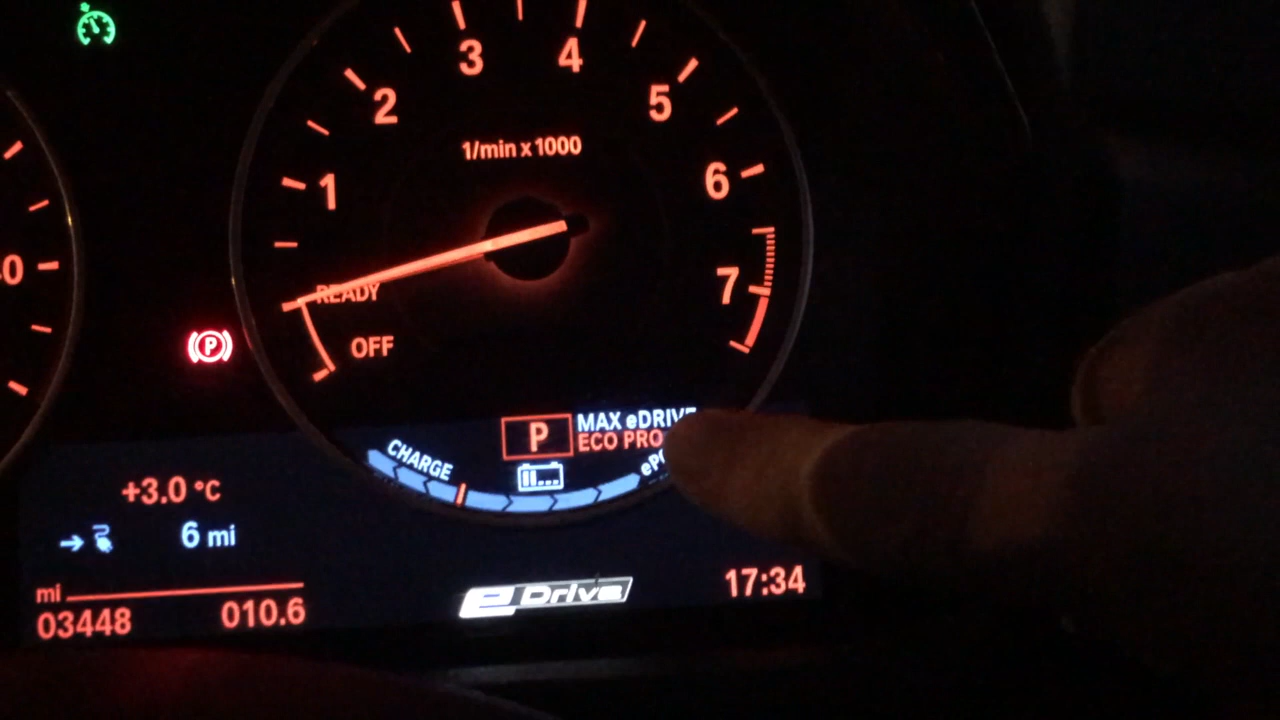 3
4
2
5
1/min x 1000
1
6
7
READY
OFF
P
MAX eDRIVE
P
ECO PRO
CHARGE
+3.0 °C
6 mi
mi
03448
010.6
eDrive
17:34